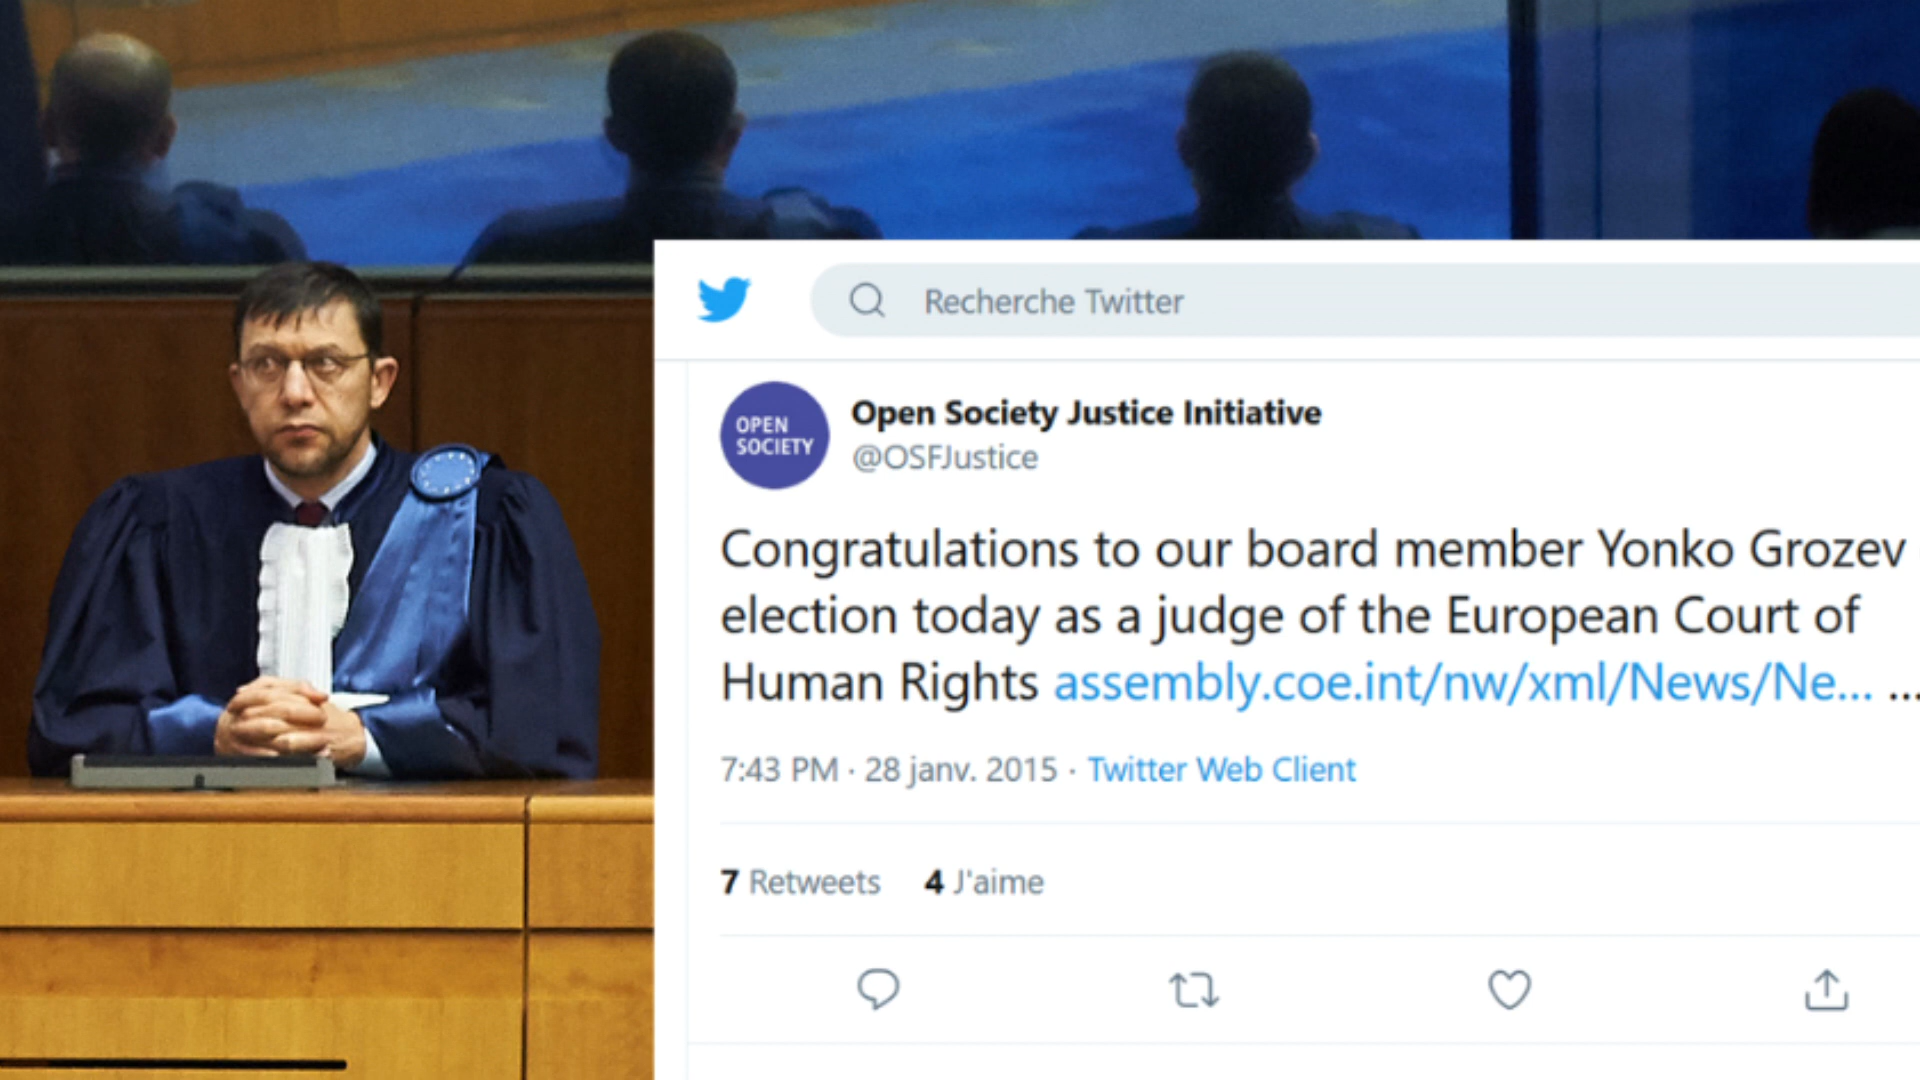 Recherche Twitter
OPEN
SOCIETY
Open Society Justice Initiative
@OSFJustice
Congratulations to our board member Yonko Grozev
election today as a judge of the European Court of
Human Rights assembly.coe.int/nw/xml/News/Ne... ...
7:43 PM · 28 janv. 2015 · Twitter Web Client
7 Retweets 4 J'aime